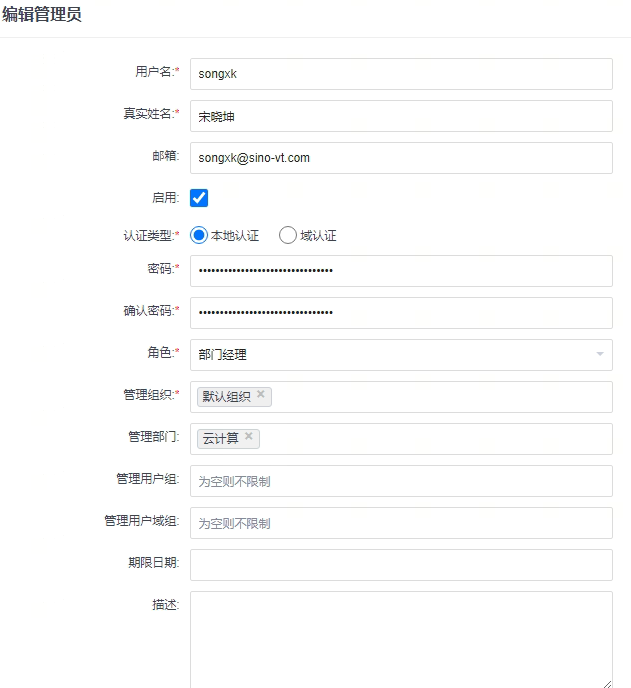 编辑管理员
用户名:* songxk
真实姓名:* 宋晓坤
邮箱: songxk@sino-vt.com
启用:
认证类型:* 本地认证 域认证
密码:* ••••••••••••••••••••••••••••••••
确认密码:* ••••••••••••••••••••••••••••••••
角色:* 部门经理
管理组织:* 默认组织 ×
管理部门: 云计算 ×
管理用户组: 为空则不限制
管理用户域组: 为空则不限制
期限日期:
描述: